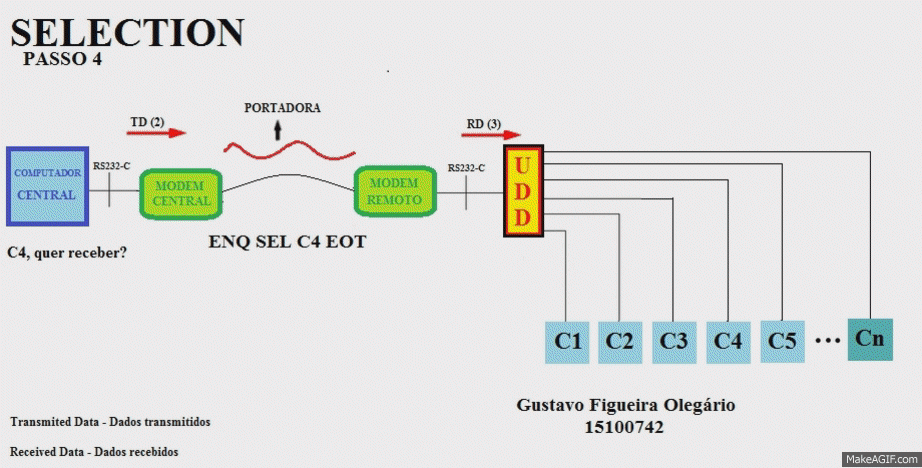 SELECTION
PASSO 4
PORTADORA
TD (2)
RD (3)
RS232-C
RS232-C
COMPUTADOR
CENTRAL
MODEM
CENTRAL
MODEM
REMOTO
U
D
D
ENQ SEL C4 EOT
C4, quer receber?
C1 C2 C3 C4 C5 ... Cn
Gustavo Figueira Olegário
15100742
Transmited Data - Dados transmitidos
Received Data - Dados recebidos
MakeAGIF.com